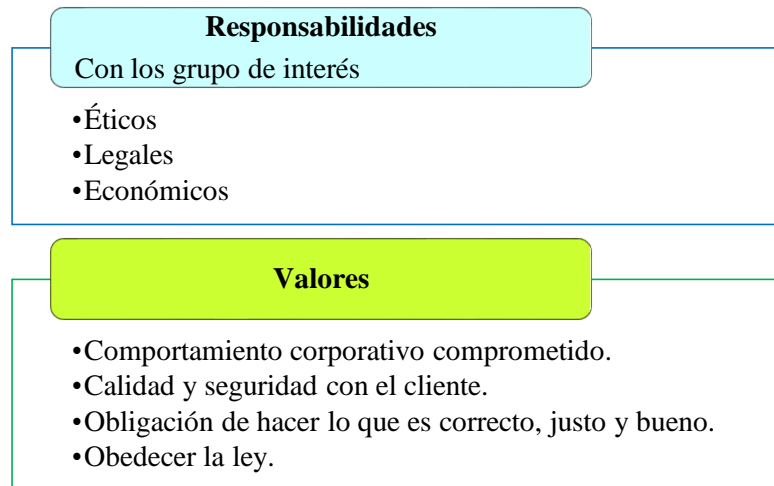 Responsabilidades
Con los grupo de interés
•Éticos
•Legales
•Económicos
Valores
•Comportamiento corporativo comprometido.
•Calidad y seguridad con el cliente.
•Obligación de hacer lo que es correcto, justo y bueno.
•Obedecer la ley.